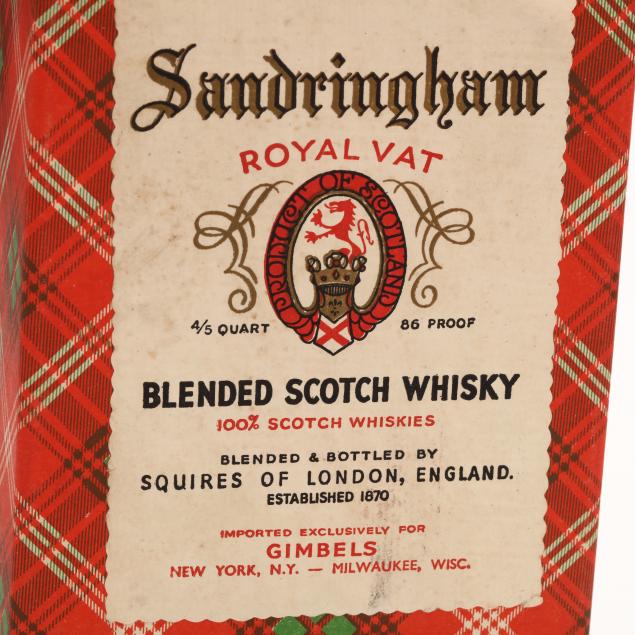 Sandringham
ROYAL VAT
PRODUCT OF SCOTLAND
4/5 QUART 86 PROOF
BLENDED SCOTCH WHISKY
100% SCOTCH WHISKIES
BLENDED & BOTTLED BY
SQUIRES OF LONDON, ENGLAND.
ESTABLISHED 1870
IMPORTED EXCLUSIVELY FOR
GIMBELS
NEW YORK, N.Y. — MILWAUKEE, WISC.